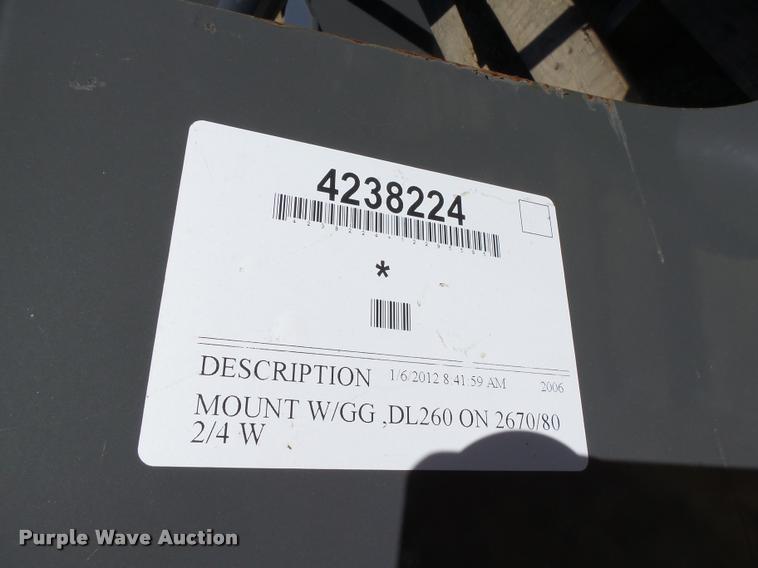 4238224
*
DESCRIPTION 1/6/2012 8:41:59 AM 2006
MOUNT W/GG ,DL260 ON 2670/80
2/4 W
Purple Wave Auction